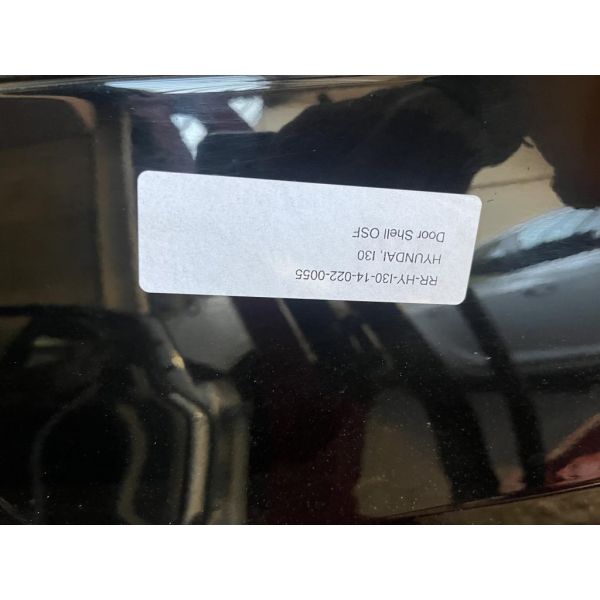 RR-HY-I30-14-022-0055
HYUNDAI, I30
Door Shell OSF